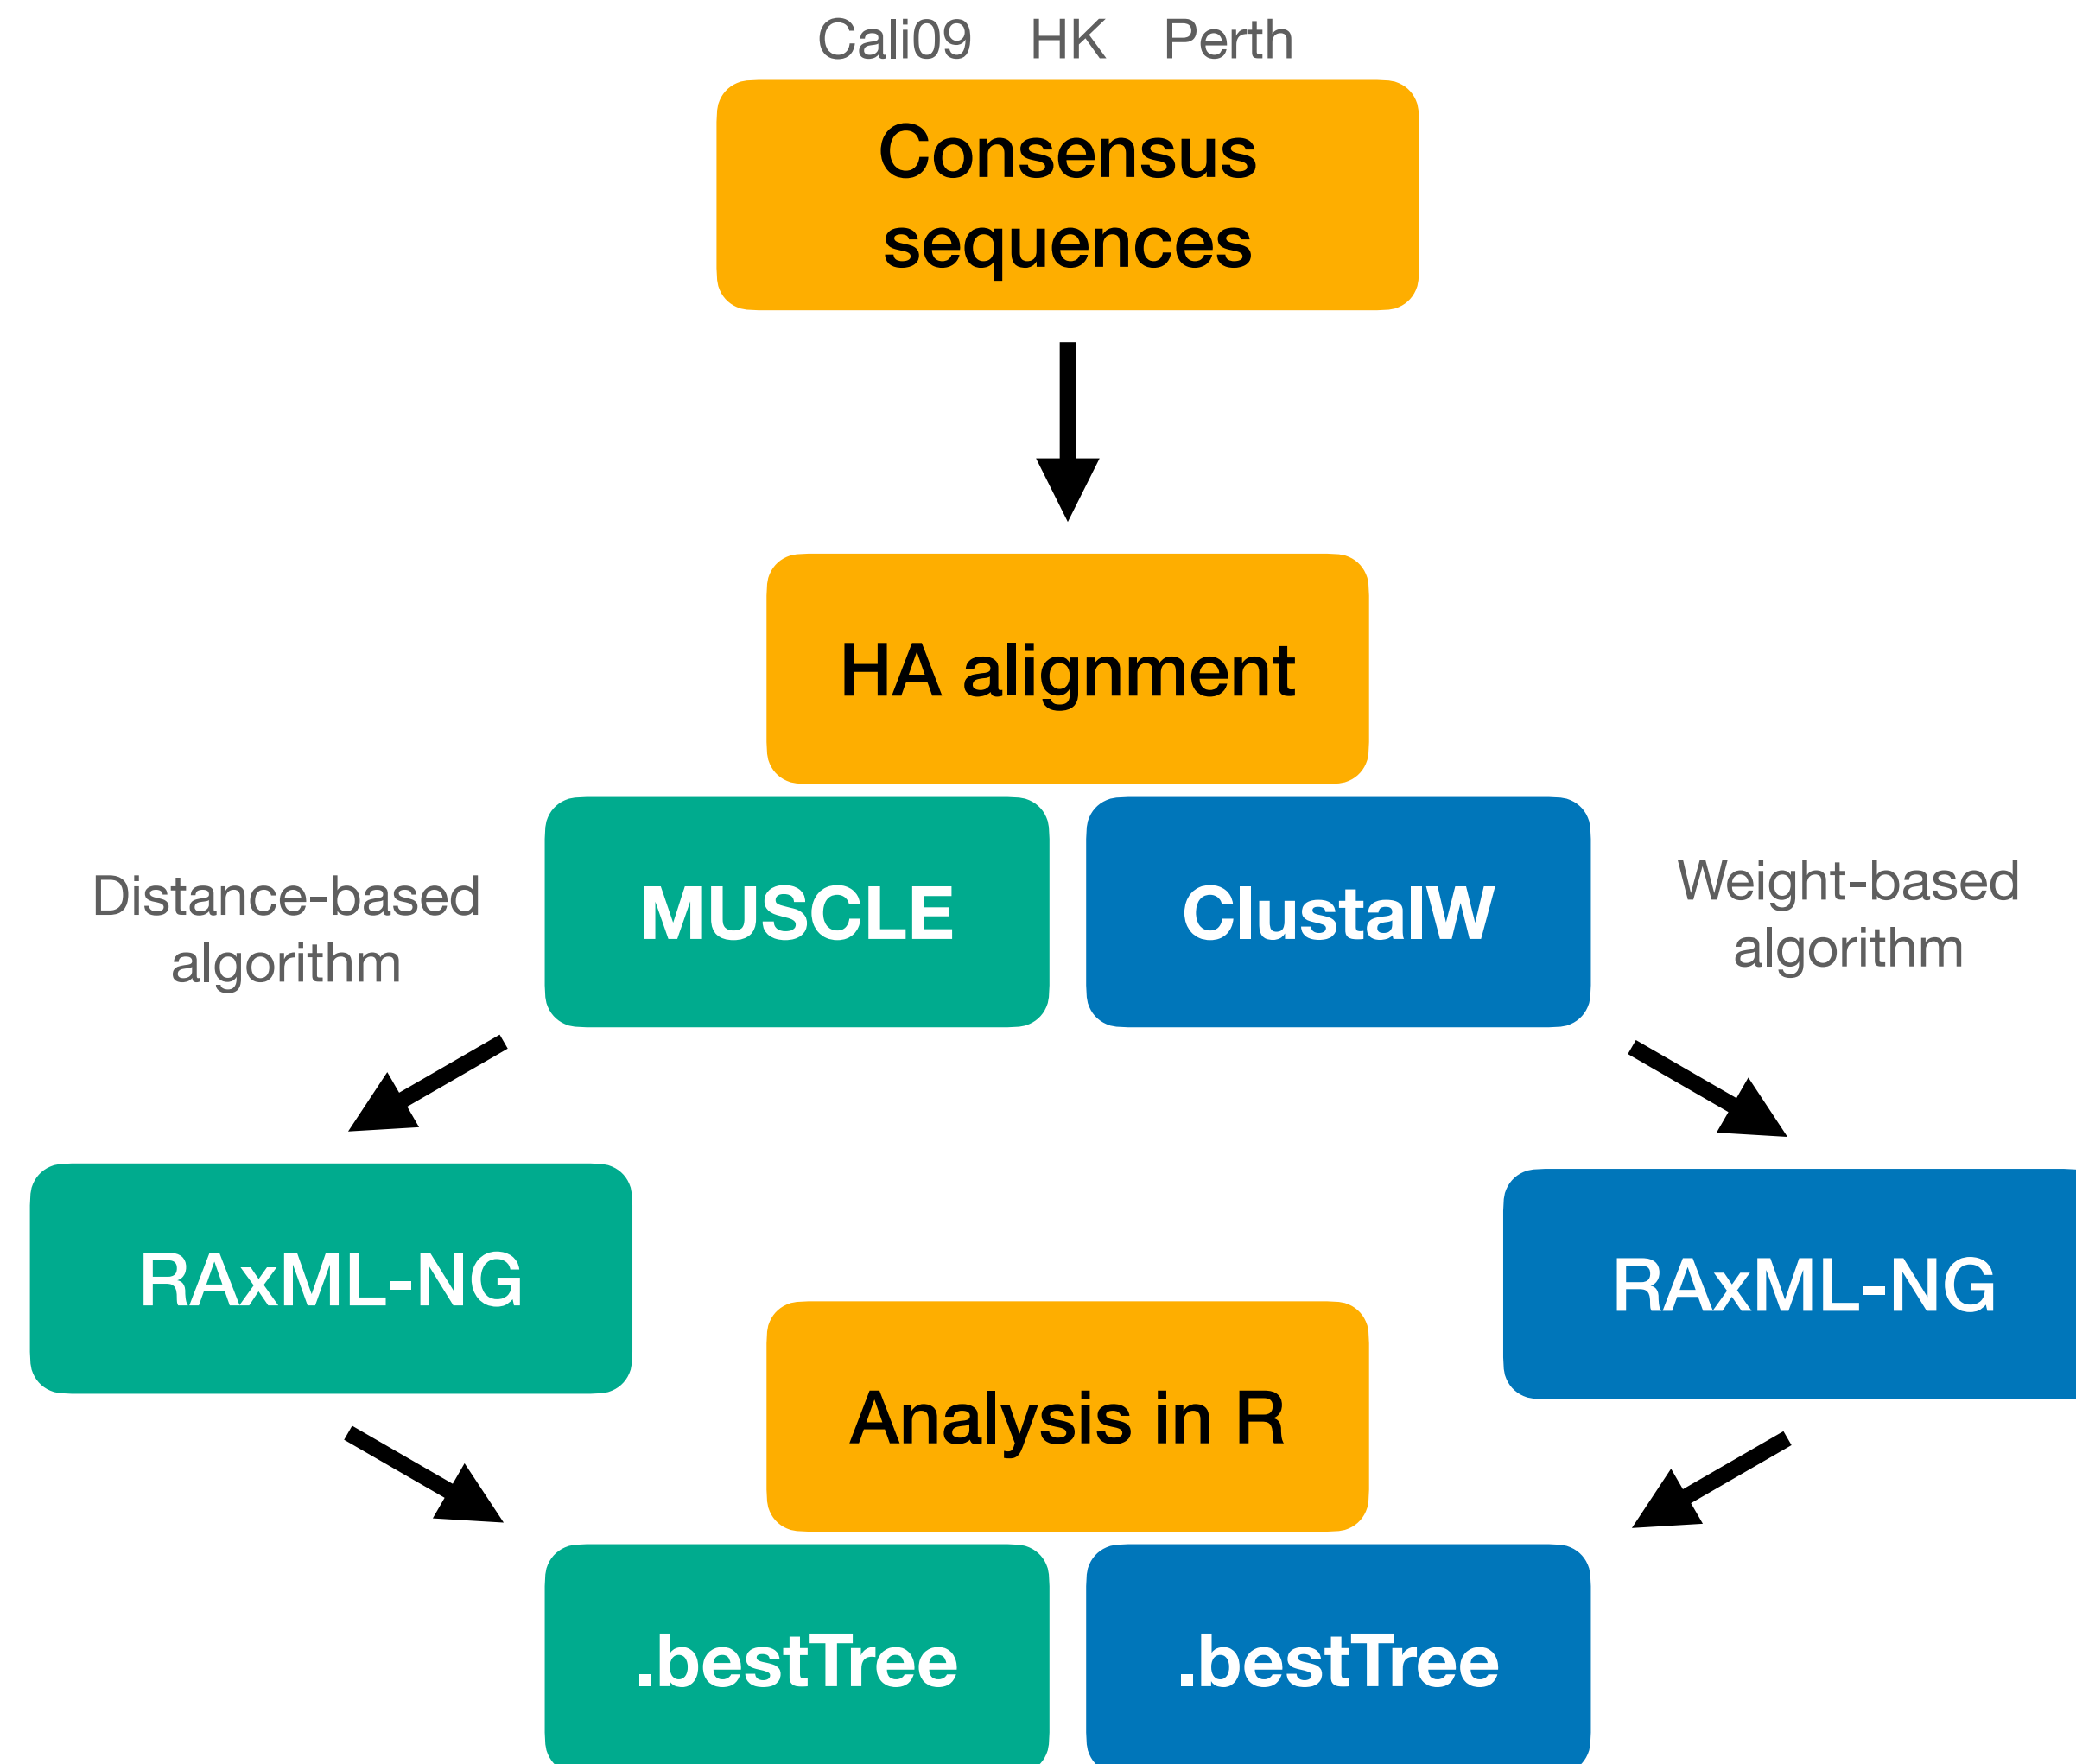 Cali09 HK Perth
Consensus
sequences
HA alignment
MUSCLE
ClustalW
Distance-based
algorithm
Weight-based
algorithm
RAxML-NG
RAxML-NG
Analysis in R
.bestTree
.bestTree